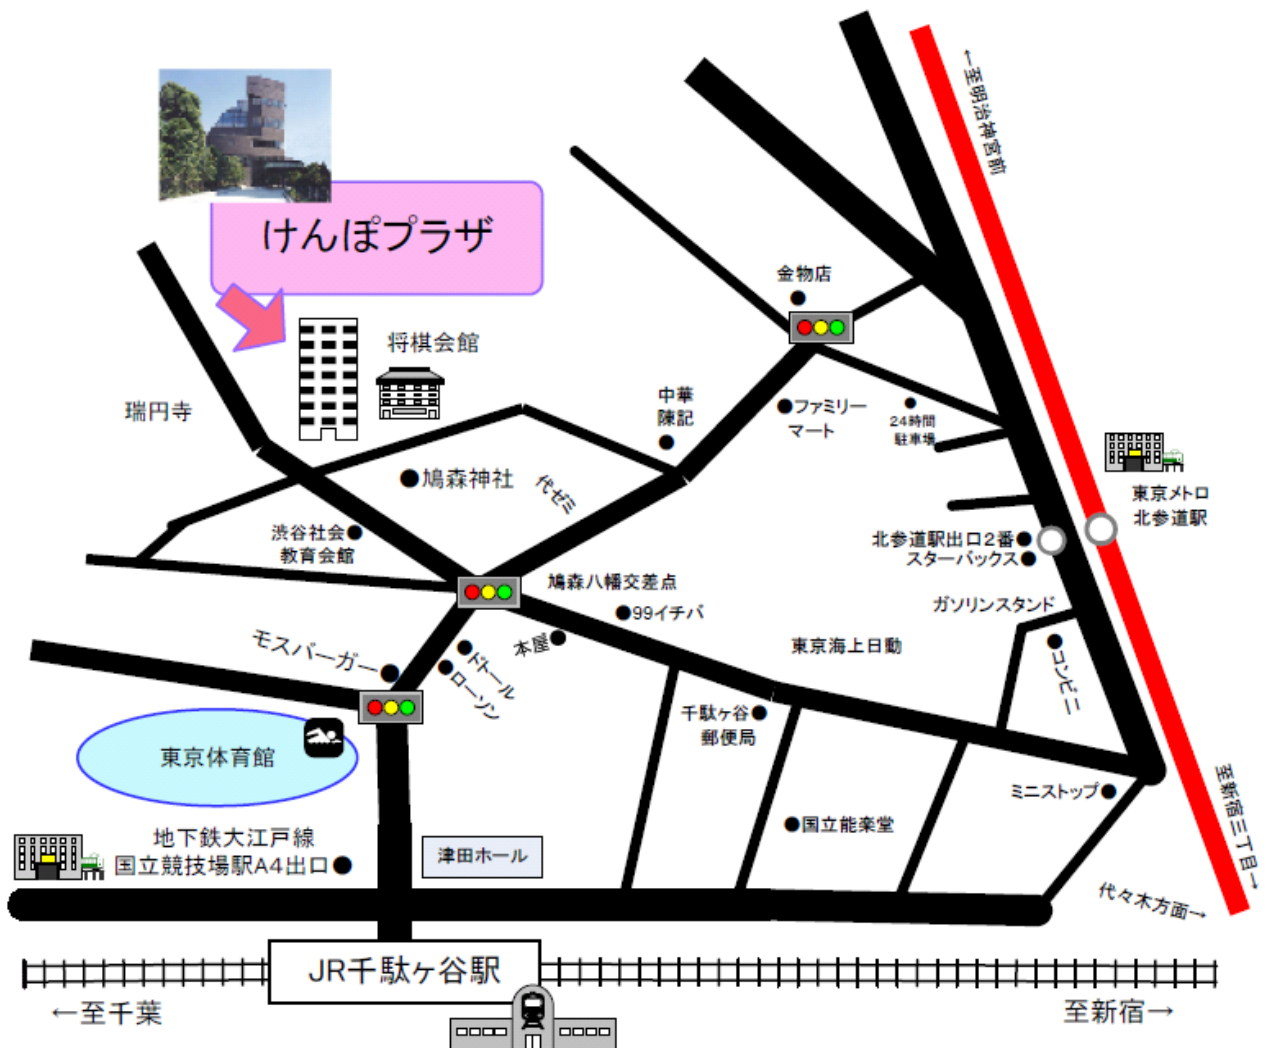 ←至明治神宮前
けんぽプラザ
金物店
将棋会館
中華
陳記
●ファミリー
マート
24時間
駐車場
瑞円寺
●鳩森神社
代ゼミ
東京メトロ
北参道駅
渋谷社会●
教育会館
北参道駅出口2番●
スターバックス●
鳩森八幡交差点
●99イチバ
ガソリンスタンド
モスバーガー●
●ドトール
●ローソン
本屋●
東京海上日動
●コンビニ
千駄ヶ谷●
郵便局
東京体育館
至新宿三丁目→
ミニストップ●
●国立能楽堂
地下鉄大江戸線
国立競技場駅A4出口●
津田ホール
代々木方面→
JR千駄ヶ谷駅
←至千葉
至新宿→